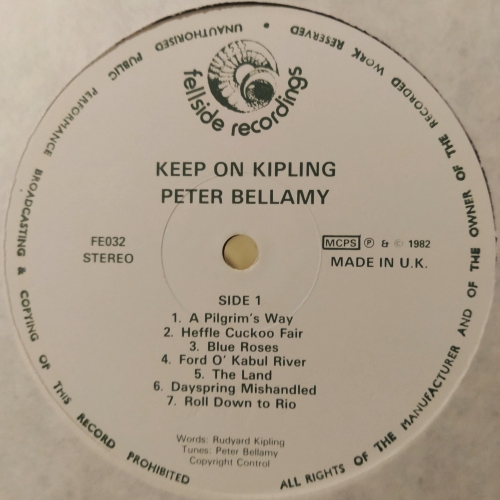 fellside recordings
KEEP ON KIPLING
PETER BELLAMY
FE032
STEREO
MCPS Ⓟ & © 1982
MADE IN U.K.
SIDE 1
1. A Pilgrim's Way
2. Heffle Cuckoo Fair
3. Blue Roses
4. Ford O' Kabul River
5. The Land
6. Dayspring Mishandled
7. Roll Down to Rio
Words: Rudyard Kipling
Tunes: Peter Bellamy
Copyright Control
ALL RIGHTS OF THE MANUFACTURER AND OF THE OWNER OF THE RECORDED WORK RESERVED
UNAUTHORISED PUBLIC PERFORMANCE BROADCASTING & COPYING OF THIS RECORD PROHIBITED